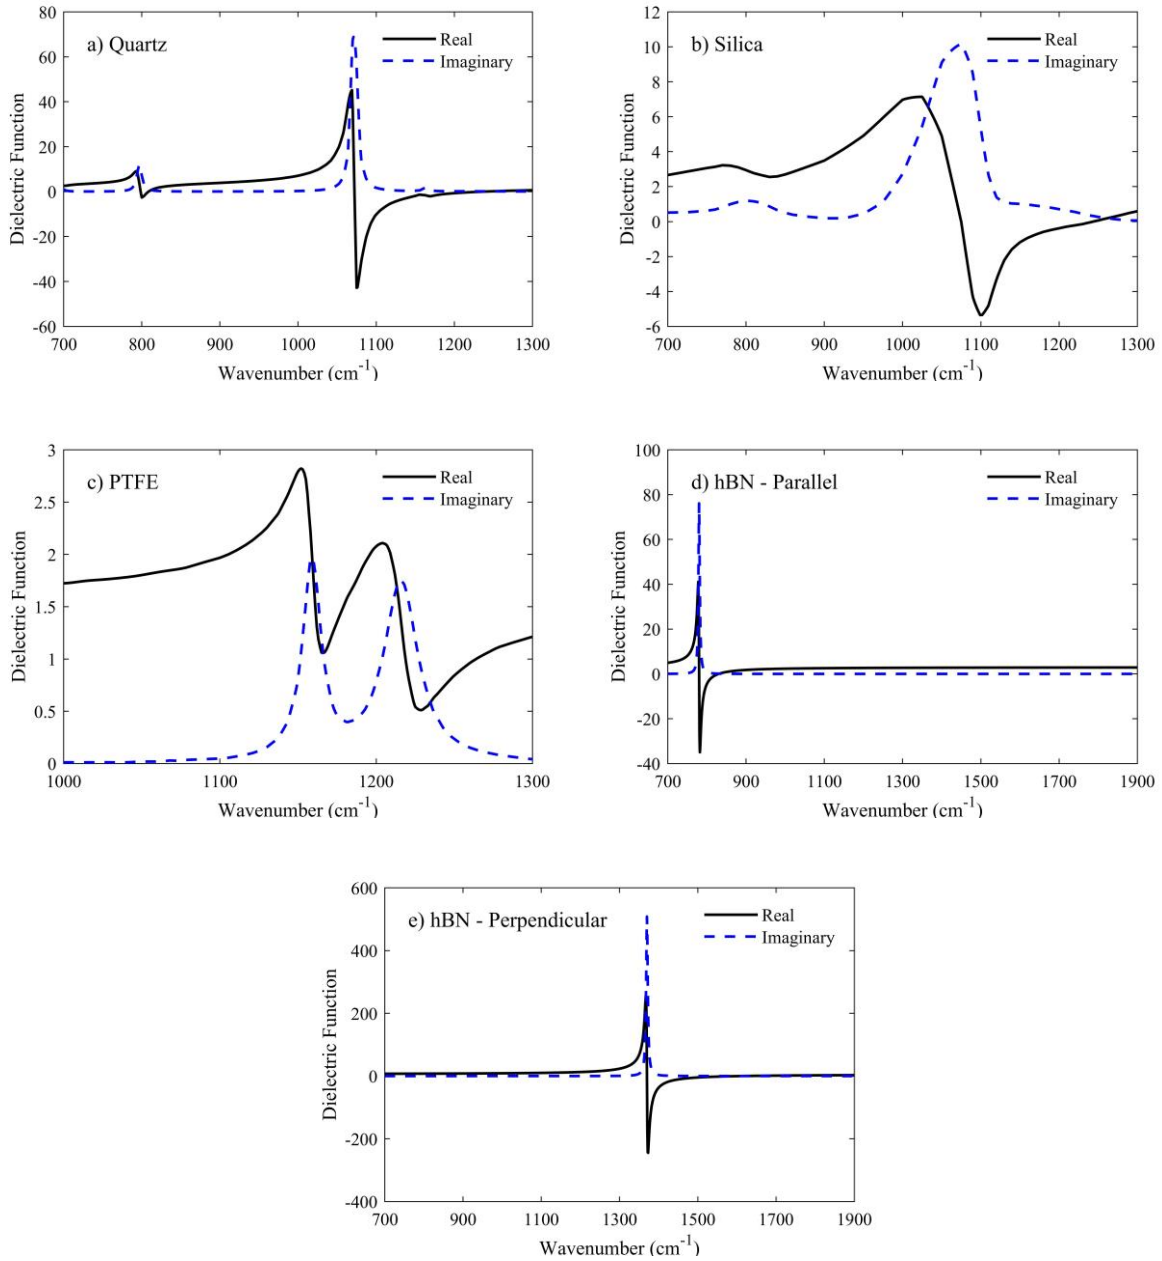 a) Quartz
Real
Imaginary
80
60
40
20
0
-20
-40
-60
700
800
900
1000
1100
1200
1300
Dielectric Function
Wavenumber (cm-1)
b) Silica
Real
Imaginary
12
10
8
6
4
2
0
-2
-4
-6
700
800
900
1000
1100
1200
1300
Dielectric Function
Wavenumber (cm-1)
c) PTFE
Real
Imaginary
3
2.5
2
1.5
1
0.5
0
1000
1100
1200
1300
Dielectric Function
Wavenumber (cm-1)
d) hBN - Parallel
Real
Imaginary
100
80
60
40
20
0
-20
-40
700
900
1100
1300
1500
1700
1900
Dielectric Function
Wavenumber (cm-1)
e) hBN - Perpendicular
Real
Imaginary
600
400
200
0
-200
-400
700
900
1100
1300
1500
1700
1900
Dielectric Function
Wavenumber (cm-1)